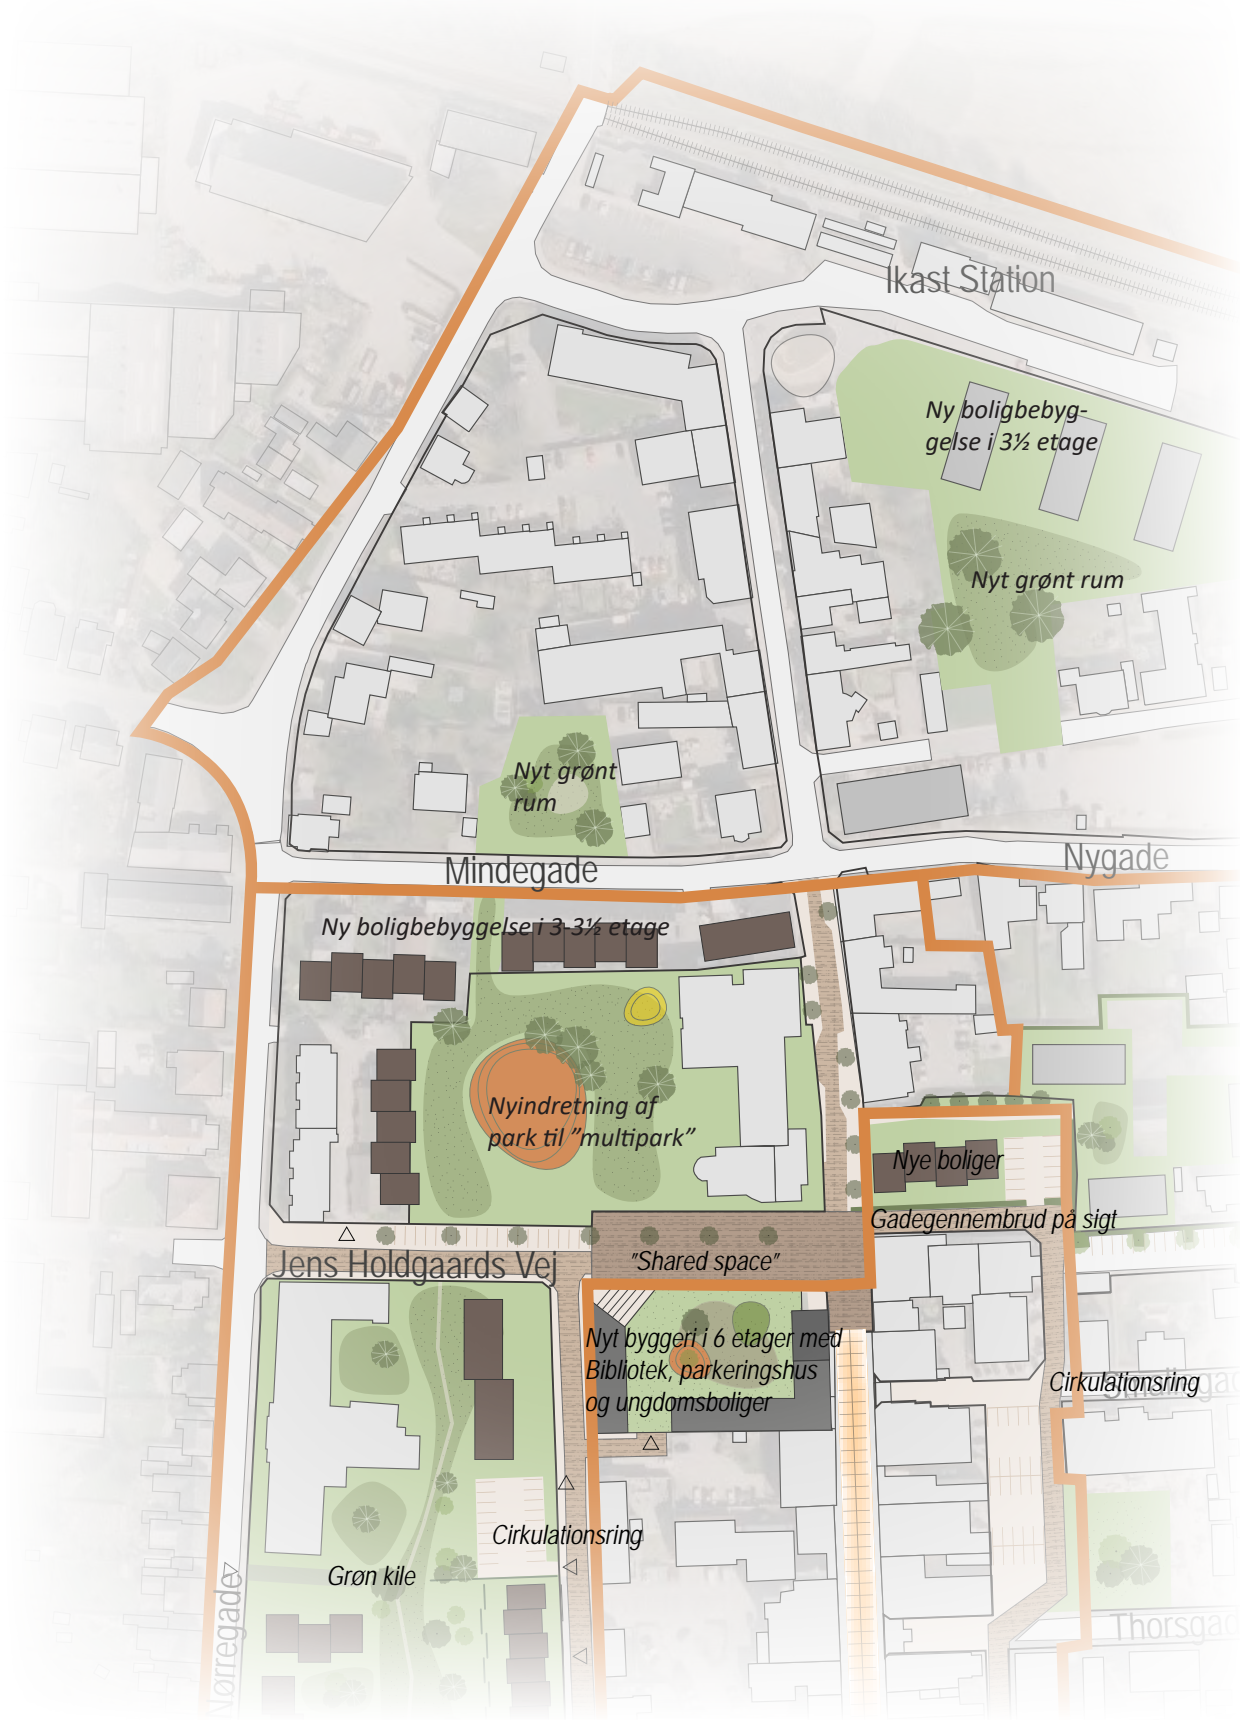 Ikast Station
Ny boligbebyg-
gelse i 3½ etage
Nyt grønt rum
Nyt grønt
rum
Mindegade
Nygade
Ny boligbebyggelse i 3-3½ etage
Nyindretning af
park til ”multipark”
Nye boliger
Gadegennembrud på sigt
Jens Holdgaards Vej
”Shared space”
Nyt byggeri i 6 etager med
Bibliotek, parkeringshus
og ungdomsboliger
Cirkulationsring
Cirkulationsring
Grøn kile
Nørregade
Thorsgad